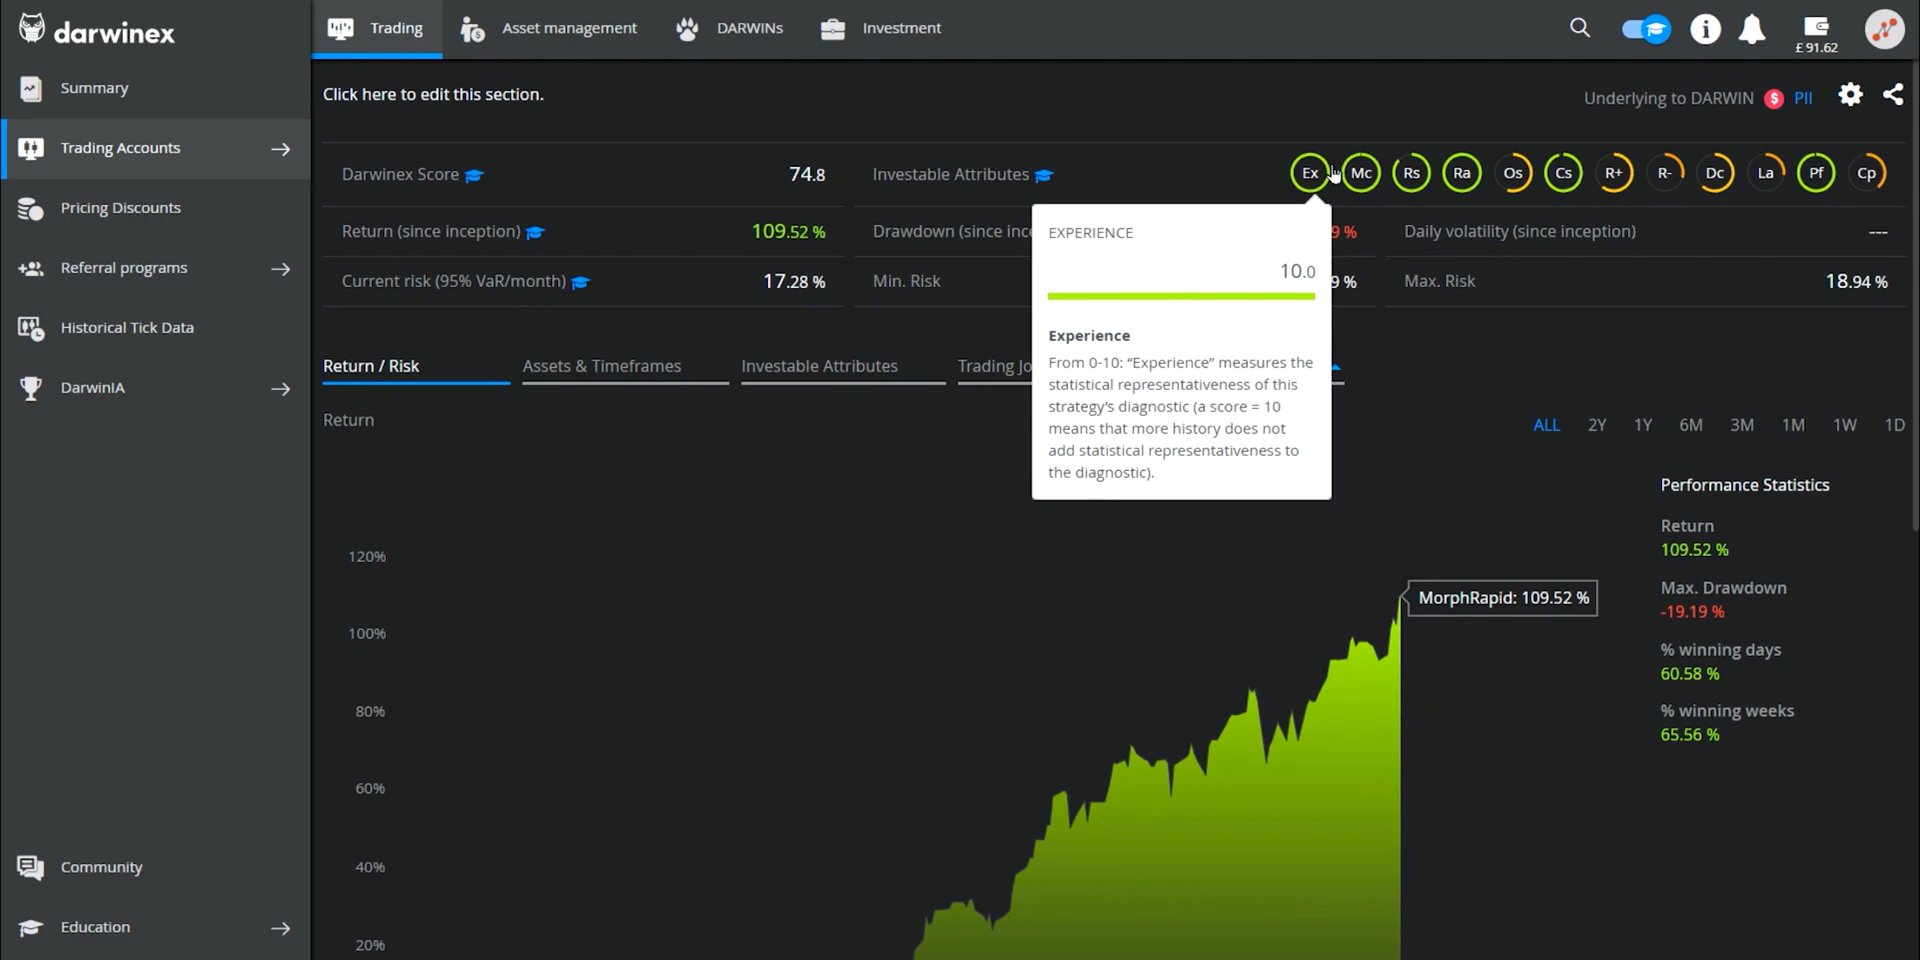 darwinex
Trading
Asset management
DARWINs
Investment
£ 91.62
Summary
Trading Accounts
Pricing Discounts
Referral programs
Historical Tick Data
DarwinIA
Community
Education
Click here to edit this section.
Underlying to DARWIN $ PII
Darwinex Score 74.8
Investable Attributes
Ex Mc Rs Ra Os Cs R+ R- Dc La Pf Cp
Return (since inception) 109.52 %
Drawdown (since 9 %
Daily volatility (since inception) ---
Current risk (95% VaR/month) 17.28 %
Min. Risk 9 %
Max. Risk 18.94 %
EXPERIENCE
10.0
Experience
From 0-10: “Experience” measures the
statistical representativeness of this
strategy’s diagnostic (a score = 10
means that more history does not
add statistical representativeness to
the diagnostic).
Return / Risk
Assets & Timeframes
Investable Attributes
Trading
Return
ALL 2Y 1Y 6M 3M 1M 1W 1D
120%
100%
80%
60%
40%
20%
MorphRapid: 109.52 %
Performance Statistics
Return
109.52 %
Max. Drawdown
-19.19 %
% winning days
60.58 %
% winning weeks
65.56 %